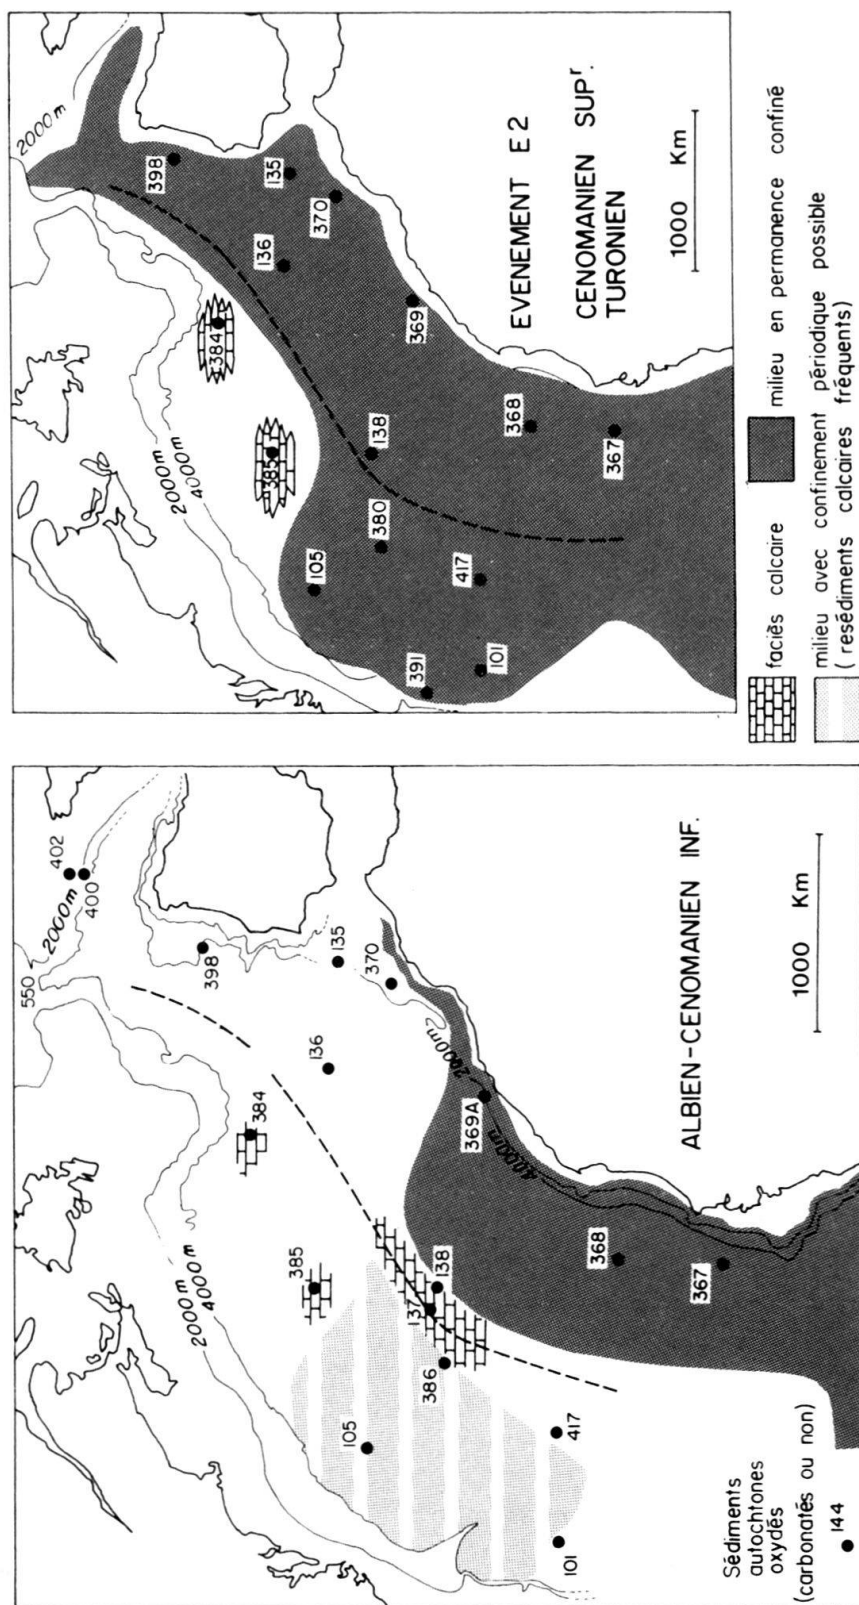 550
2000m
402
400
398
135
370
136
384
385
2000m
4000m
2000m
4000m
369A
138
137
386
368
367
105
417
101
ALBIEN-CENOMANIEN INF.
1000 Km
Sédiments
autochtones
oxydés
(carbonatés ou non)
144
2000m
398
135
370
136
384
2000m
4000m
385
369
138
380
105
368
367
417
101
391
EVENEMENT E2
CENOMANIEN SUPr.
TURONIEN
1000 Km
faciès calcaire
milieu en permanence confiné
milieu avec confinement périodique possible
( resédiments calcaires fréquents)